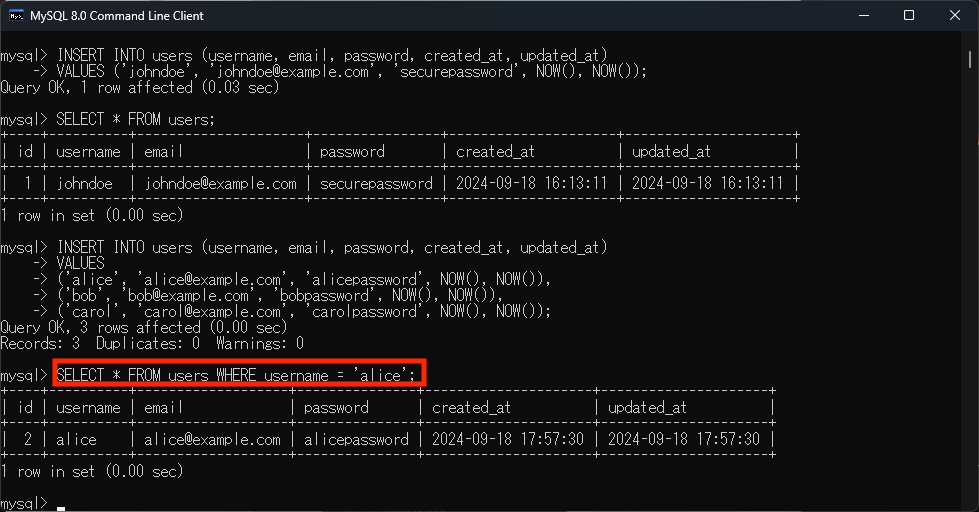 MySQL 8.0 Command Line Client
mysql> INSERT INTO users (username, email, password, created_at, updated_at)
    -> VALUES ('johndoe', 'johndoe@example.com', 'securepassword', NOW(), NOW());
Query OK, 1 row affected (0.03 sec)
mysql> SELECT * FROM users;
+----+----------+---------------------+----------------+---------------------+---------------------+
| id | username | email               | password       | created_at          | updated_at          |
+----+----------+---------------------+----------------+---------------------+---------------------+
|  1 | johndoe  | johndoe@example.com | securepassword | 2024-09-18 16:13:11 | 2024-09-18 16:13:11 |
+----+----------+---------------------+----------------+---------------------+---------------------+
1 row in set (0.00 sec)
mysql> INSERT INTO users (username, email, password, created_at, updated_at)
    -> VALUES
    -> ('alice', 'alice@example.com', 'alicepassword', NOW(), NOW()),
    -> ('bob', 'bob@example.com', 'bobpassword', NOW(), NOW()),
    -> ('carol', 'carol@example.com', 'carolpassword', NOW(), NOW());
Query OK, 3 rows affected (0.00 sec)
Records: 3  Duplicates: 0  Warnings: 0
mysql> SELECT * FROM users WHERE username = 'alice';
+----+----------+-------------------+---------------+---------------------+---------------------+
| id | username | email             | password      | created_at          | updated_at          |
+----+----------+-------------------+---------------+---------------------+---------------------+
|  2 | alice    | alice@example.com | alicepassword | 2024-09-18 17:57:30 | 2024-09-18 17:57:30 |
+----+----------+-------------------+---------------+---------------------+---------------------+
1 row in set (0.00 sec)
mysql>